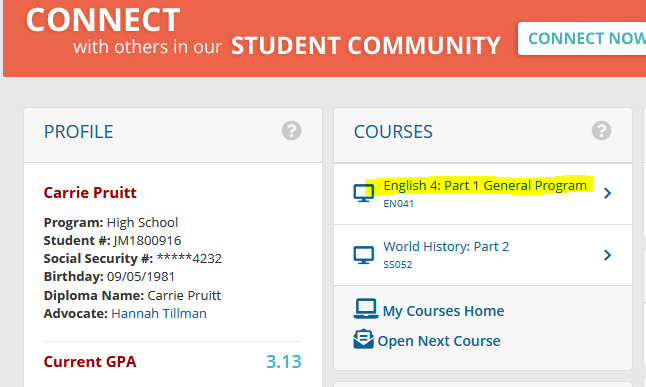 CONNECT
with others in our STUDENT COMMUNITY
CONNECT NOW
PROFILE ?
Carrie Pruitt
Program: High School
Student #: JM1800916
Social Security #: *****4232
Birthday: 09/05/1981
Diploma Name: Carrie Pruitt
Advocate: Hannah Tillman
Current GPA 3.13
COURSES ?
English 4: Part 1 General Program
EN041
World History: Part 2
SS052
My Courses Home
Open Next Course